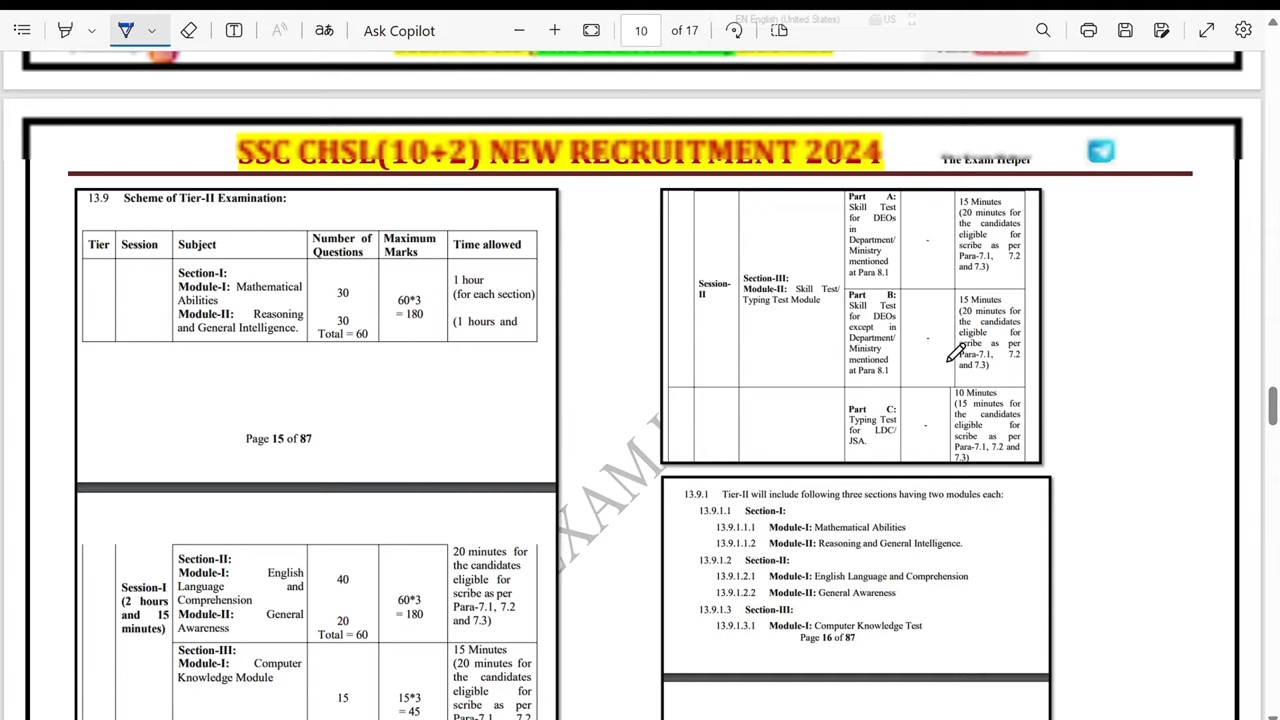 EN English (United States)
US
Ask Copilot
10
of 17
SSC CHSL(10+2) NEW RECRUITMENT 2024
The Exam Helper
13.9 Scheme of Tier-II Examination:
Tier
Session
Subject
Number of
Questions
Maximum
Marks
Time allowed
Section-I:
Module-I: Mathematical
Abilities
Module-II: Reasoning
and General Intelligence.
30
30
Total = 60
60*3
= 180
1 hour
(for each section)
(1 hours and
Page 15 of 87
Session-I
(2 hours
and 15
minutes)
Section-II:
Module-I: English
Language and
Comprehension
Module-II: General
Awareness
40
20
Total = 60
60*3
= 180
20 minutes for
the candidates
eligible for
scribe as per
Para-7.1, 7.2
and 7.3)
Section-III:
Module-I: Computer
Knowledge Module
15
15*3
= 45
15 Minutes
(20 minutes for
the candidates
eligible for
scribe as per
Para-7.1, 7.2
Session-
II
Section-III:
Module-II: Skill Test/
Typing Test Module
Part A:
Skill Test
for DEOs
in
Department/
Ministry
mentioned
at Para 8.1
-
15 Minutes
(20 minutes for
the candidates
eligible for
scribe as per
Para-7.1, 7.2
and 7.3)
Part B:
Skill Test
for DEOs
except in
Department/
Ministry
mentioned
at Para 8.1
-
15 Minutes
(20 minutes for
the candidates
eligible for
scribe as per
Para-7.1, 7.2
and 7.3)
Part C:
Typing Test
for LDC/
JSA.
-
10 Minutes
(15 minutes for
the candidates
eligible for
scribe as per
Para-7.1, 7.2 and
7.3)
13.9.1 Tier-II will include following three sections having two modules each:
13.9.1.1 Section-I:
13.9.1.1.1 Module-I: Mathematical Abilities
13.9.1.1.2 Module-II: Reasoning and General Intelligence.
13.9.1.2 Section-II:
13.9.1.2.1 Module-I: English Language and Comprehension
13.9.1.2.2 Module-II: General Awareness
13.9.1.3 Section-III:
13.9.1.3.1 Module-I: Computer Knowledge Test
Page 16 of 87
EXAM